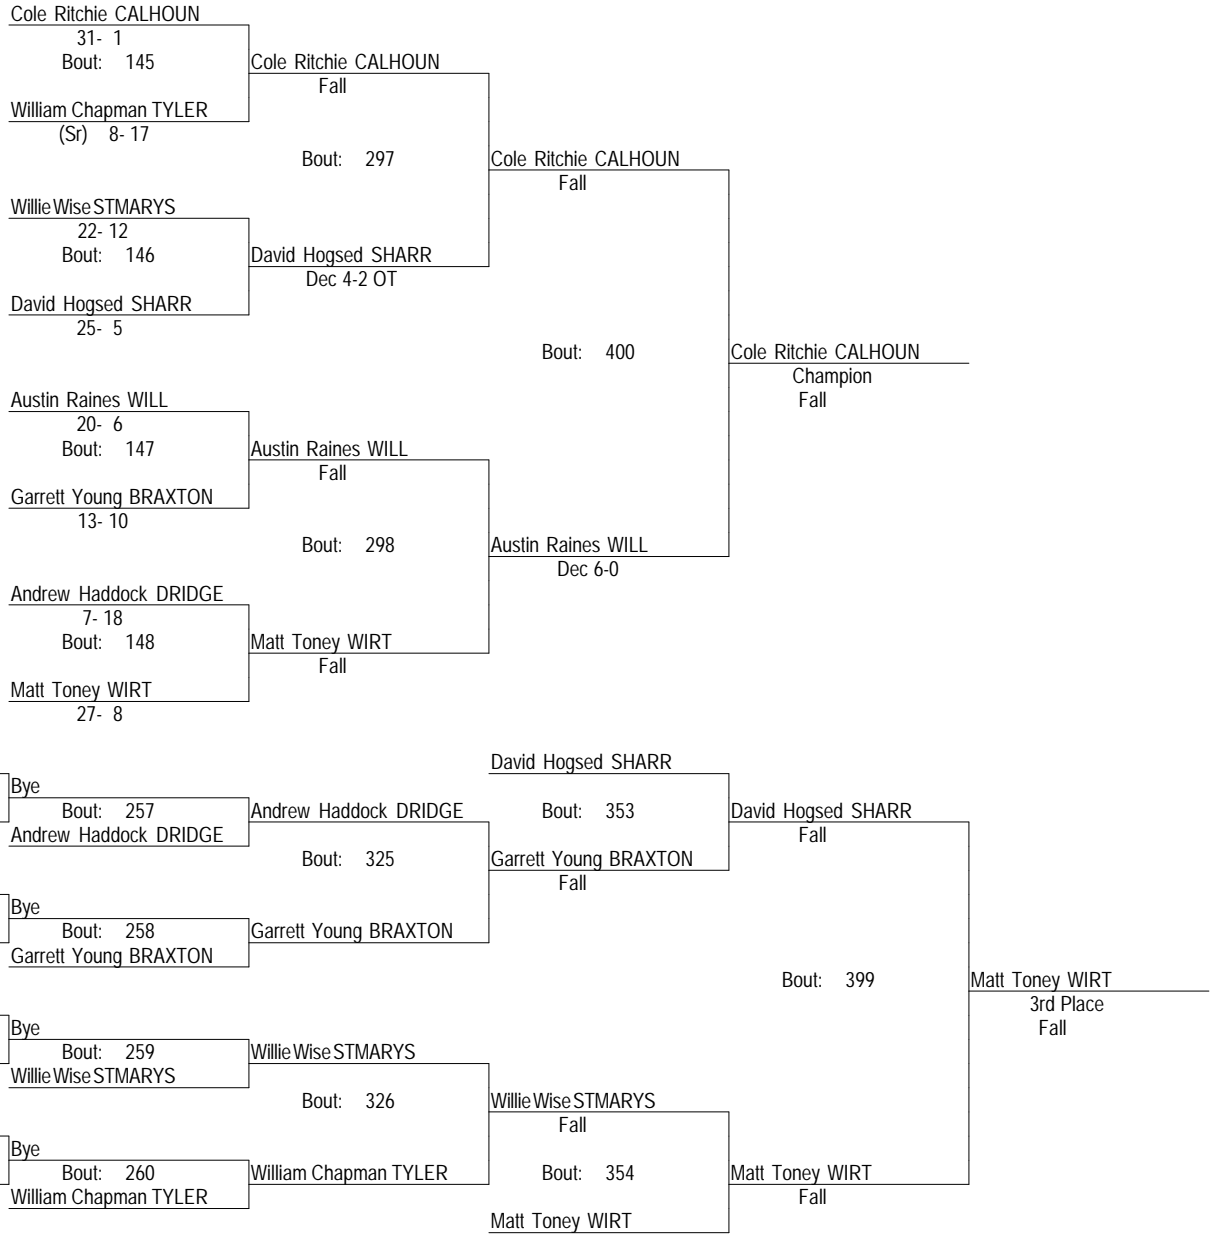 Cole Ritchie CALHOUN
31- 1
Bout: 145
Cole Ritchie CALHOUN
Fall
William Chapman TYLER
(Sr) 8- 17
Bout: 297
Cole Ritchie CALHOUN
Fall
Willie Wise STMARYS
22- 12
Bout: 146
David Hogsed SHARR
Dec 4-2 OT
David Hogsed SHARR
25- 5
Bout: 400
Cole Ritchie CALHOUN
Champion
Fall
Austin Raines WILL
20- 6
Bout: 147
Austin Raines WILL
Fall
Garrett Young BRAXTON
13- 10
Bout: 298
Austin Raines WILL
Dec 6-0
Andrew Haddock DRIDGE
7- 18
Bout: 148
Matt Toney WIRT
Fall
Matt Toney WIRT
27- 8
David Hogsed SHARR
Bye
Bout: 257
Andrew Haddock DRIDGE
Bout: 353
David Hogsed SHARR
Fall
Andrew Haddock DRIDGE
Bout: 325
Garrett Young BRAXTON
Fall
Bye
Bout: 258
Garrett Young BRAXTON
Garrett Young BRAXTON
Bout: 399
Matt Toney WIRT
3rd Place
Fall
Bye
Bout: 259
Willie Wise STMARYS
Willie Wise STMARYS
Bout: 326
Willie Wise STMARYS
Fall
Bye
Bout: 260
William Chapman TYLER
Bout: 354
Matt Toney WIRT
Fall
William Chapman TYLER
Matt Toney WIRT